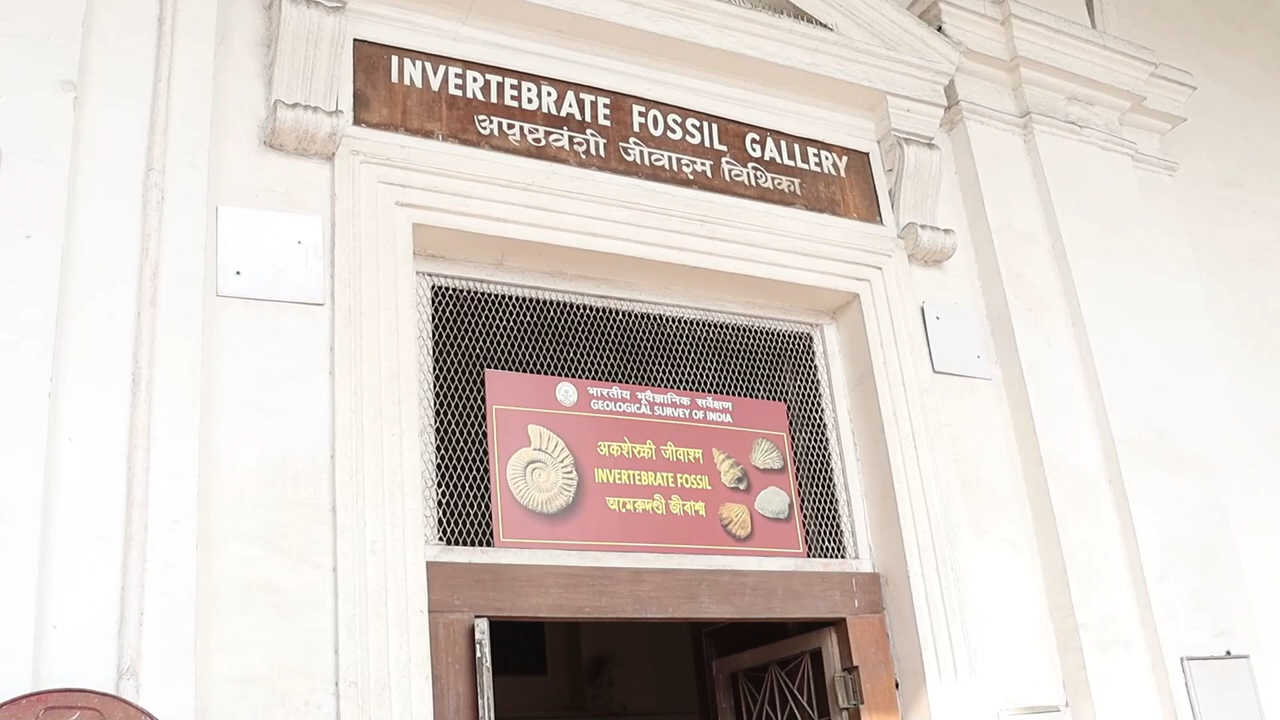 INVERTEBRATE FOSSIL GALLERY
अपृष्ठवंशी जीवाश्म विथिका
भारतीय भूवैज्ञानिक सर्वेक्षण
GEOLOGICAL SURVEY OF INDIA
अकशेरुकी जीवाश्म
INVERTEBRATE FOSSIL
অমেরুদণ্ডী জীবাশ্ম